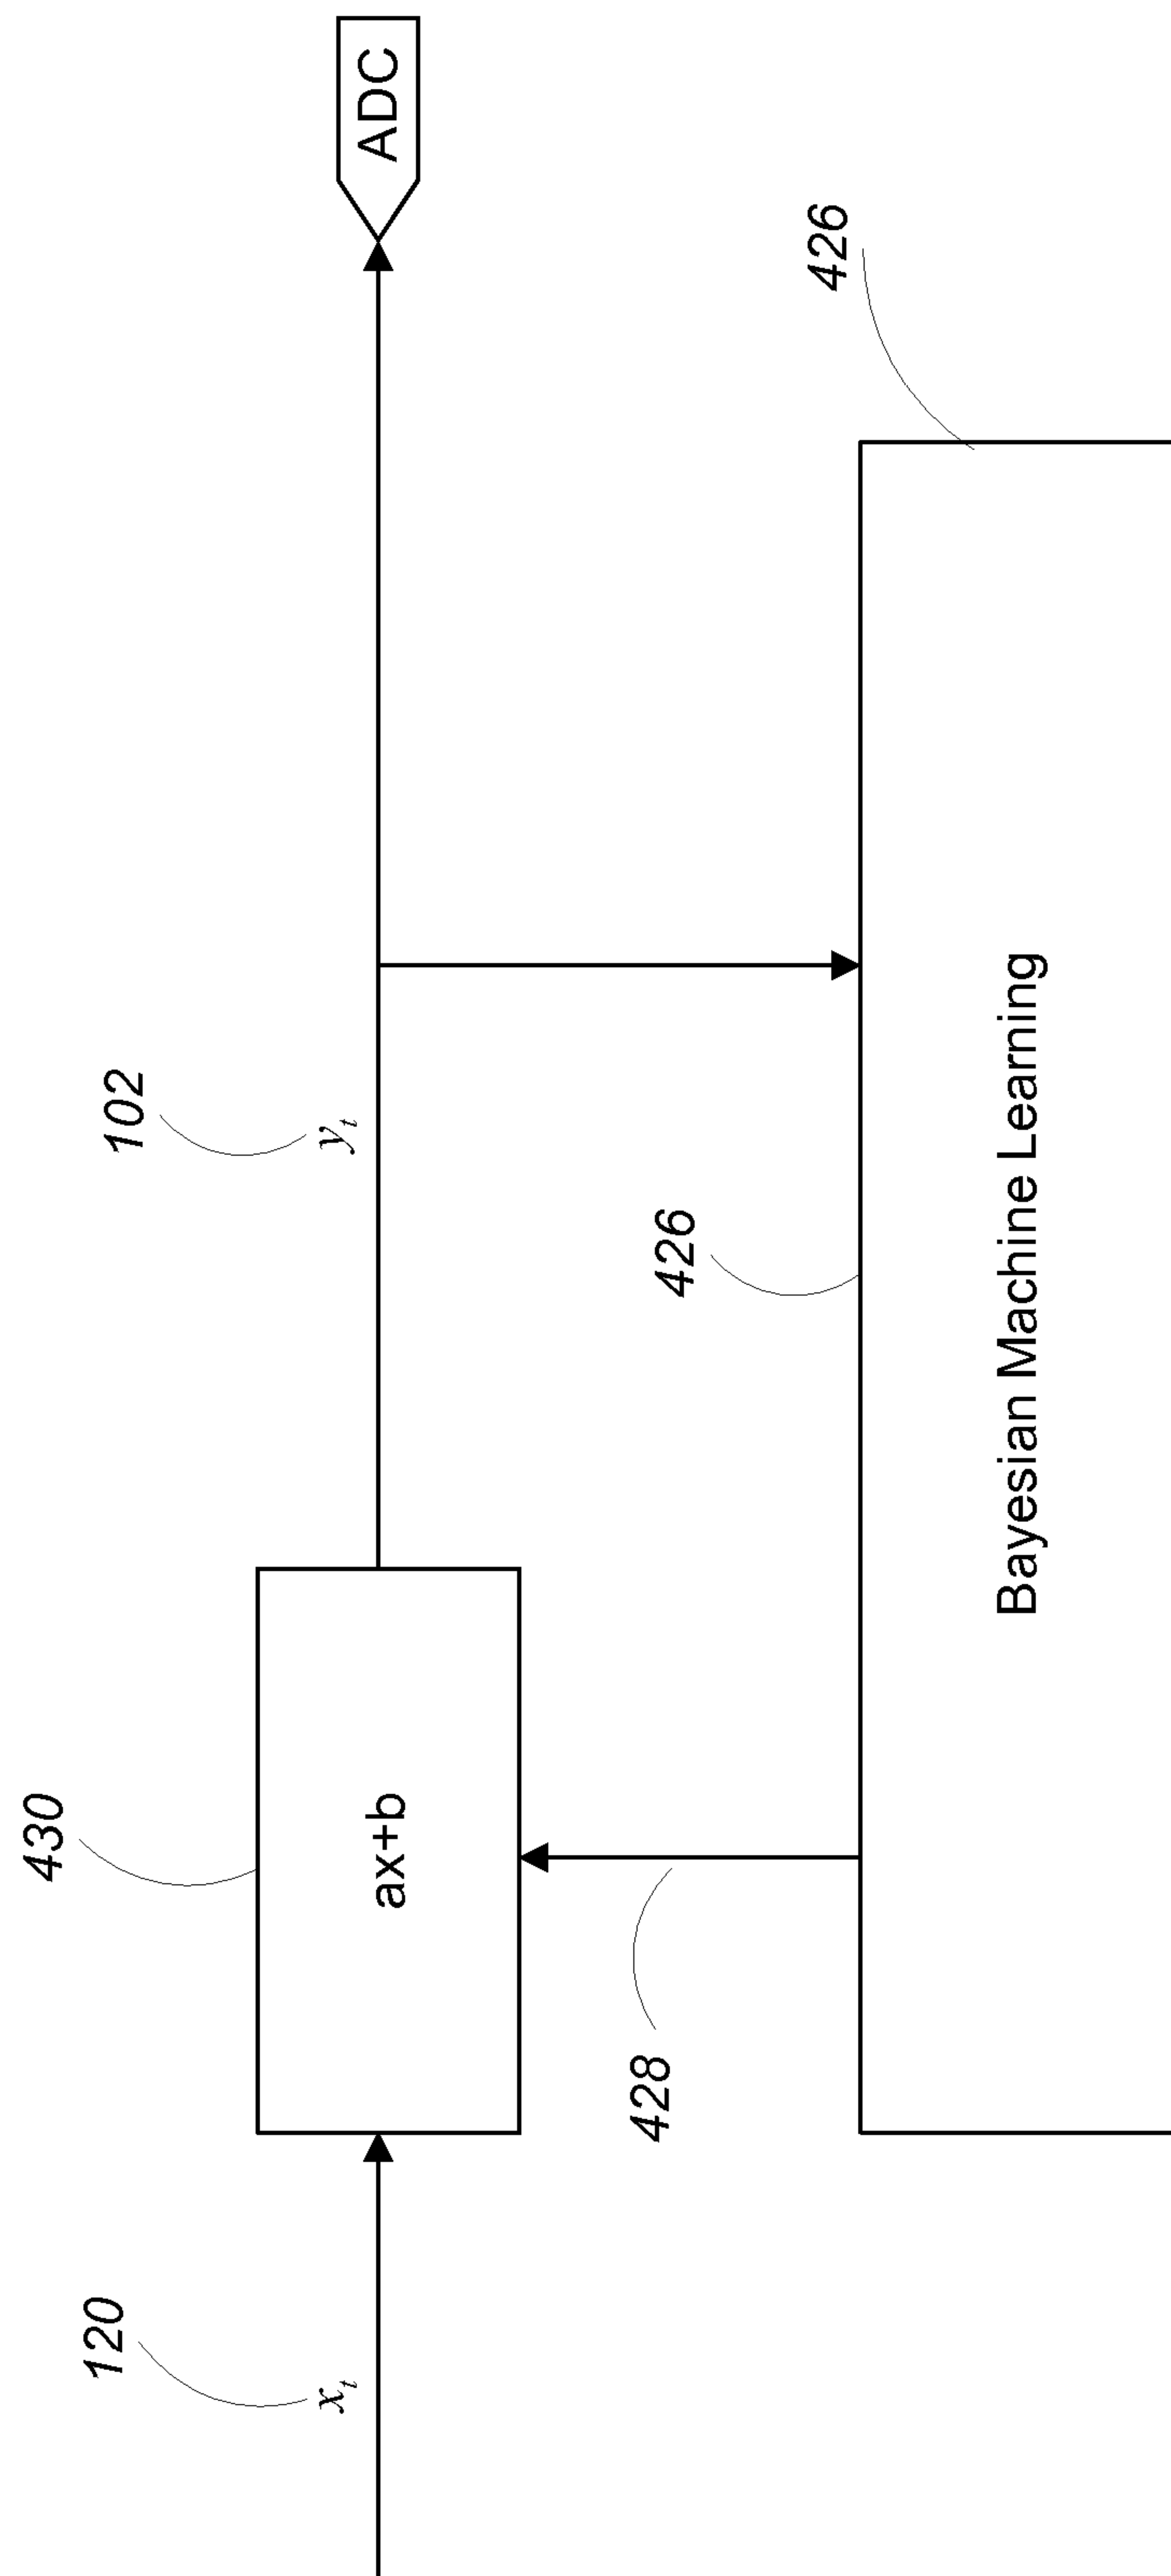 430
120
102
ax+b
x_t
y_t
ADC
428
426
426
Bayesian Machine Learning